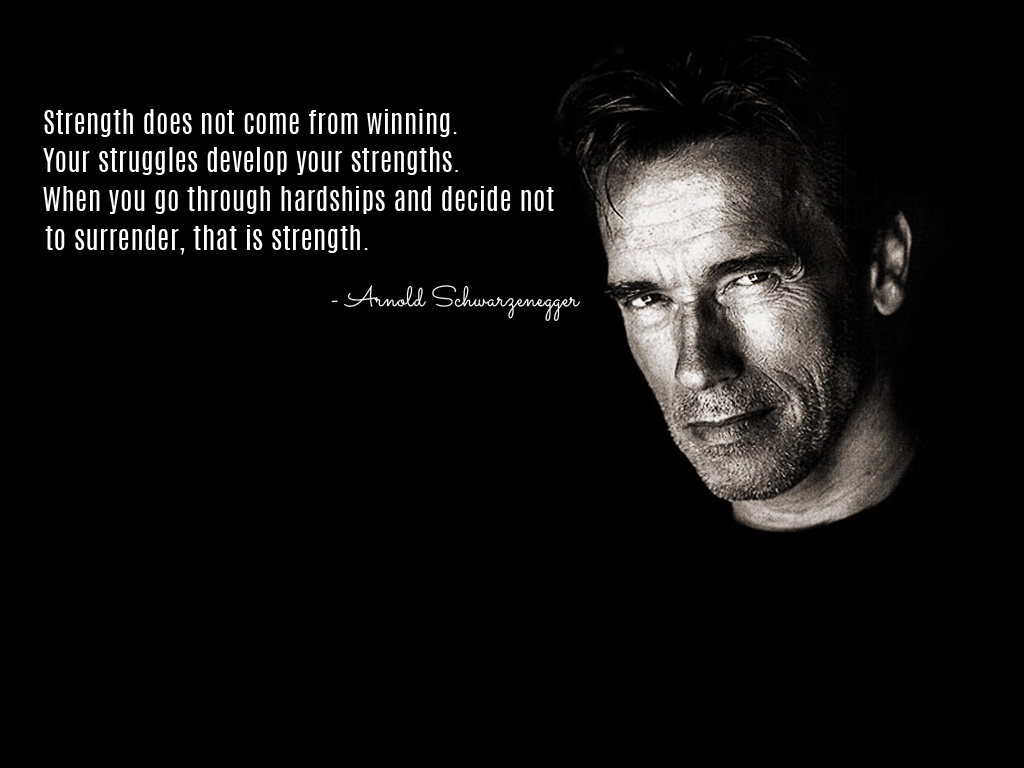 Strength does not come from winning.
Your struggles develop your strengths.
When you go through hardships and decide not
to surrender, that is strength.
- Arnold Schwarzenegger